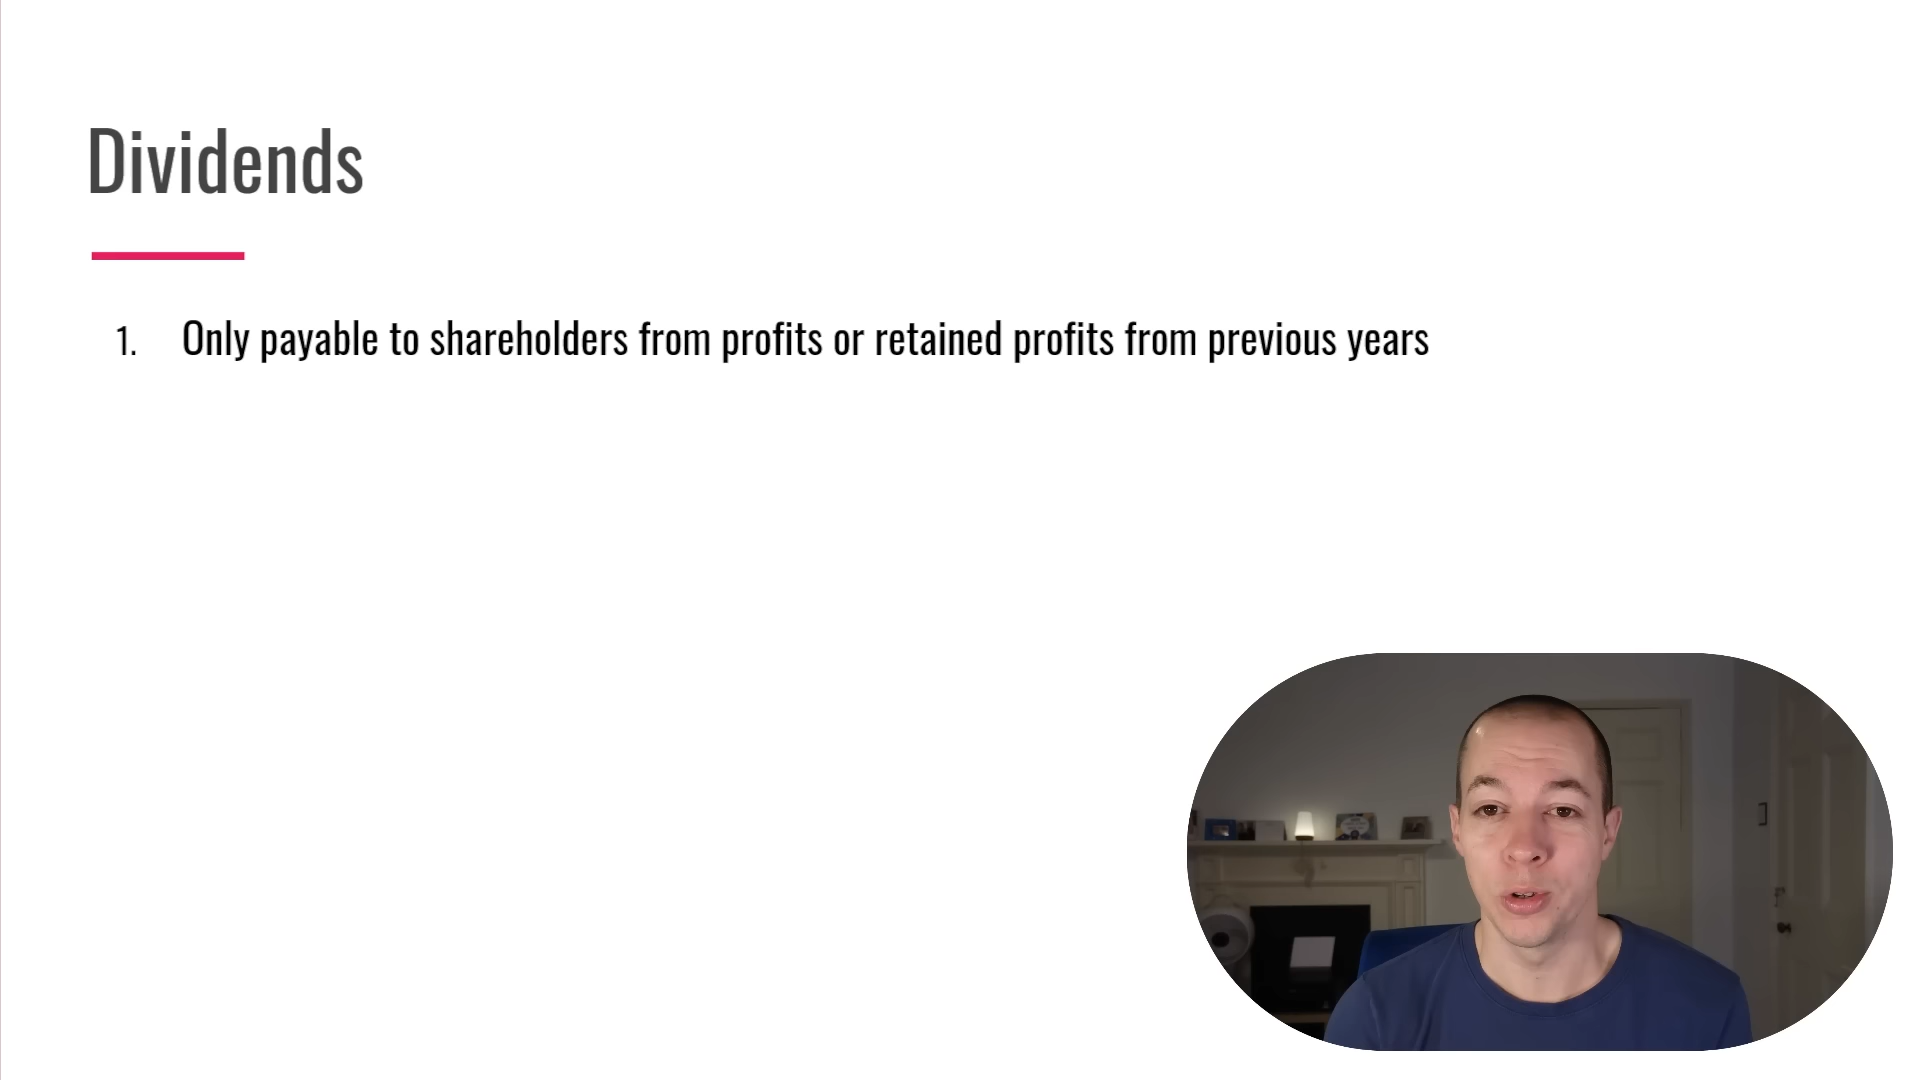 Dividends
1. Only payable to shareholders from profits or retained profits from previous years